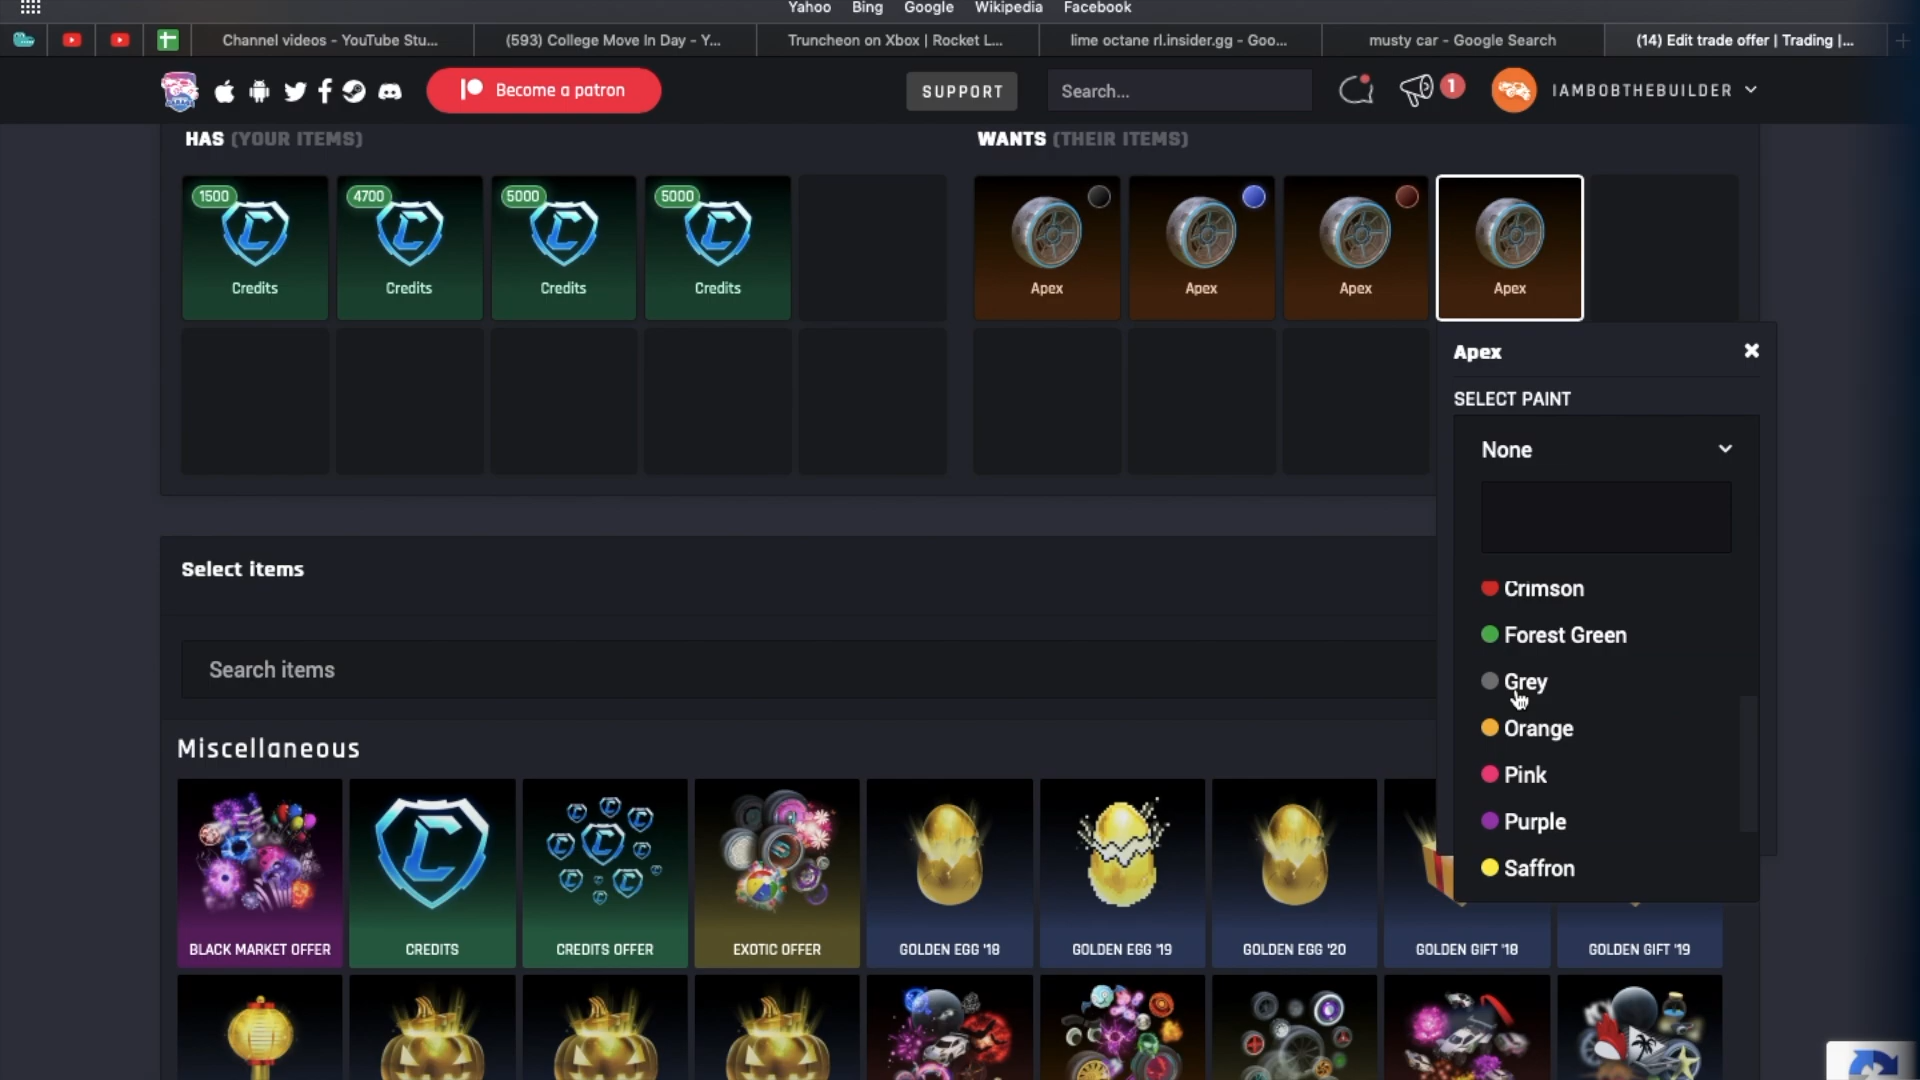 Yahoo Bing Google Wikipedia Facebook
Channel videos - YouTube Stu... (593) College Move In Day - Y... Truncheon on Xbox | Rocket L... lime octane rl.insider.gg - Goo... musty car - Google Search (14) Edit trade offer | Trading |...
Become a patron SUPPORT Search... 1 IAMBOBTHEBUILDER
HAS (YOUR ITEMS) WANTS (THEIR ITEMS)
1500 4700 5000 5000
Credits Credits Credits Credits Apex Apex Apex Apex
Apex
SELECT PAINT
None
Crimson
Forest Green
Grey
Orange
Pink
Purple
Saffron
Select items
Search items
Miscellaneous
BLACK MARKET OFFER CREDITS CREDITS OFFER EXOTIC OFFER GOLDEN EGG '18 GOLDEN EGG '19 GOLDEN EGG '20 GOLDEN GIFT '18 GOLDEN GIFT '19